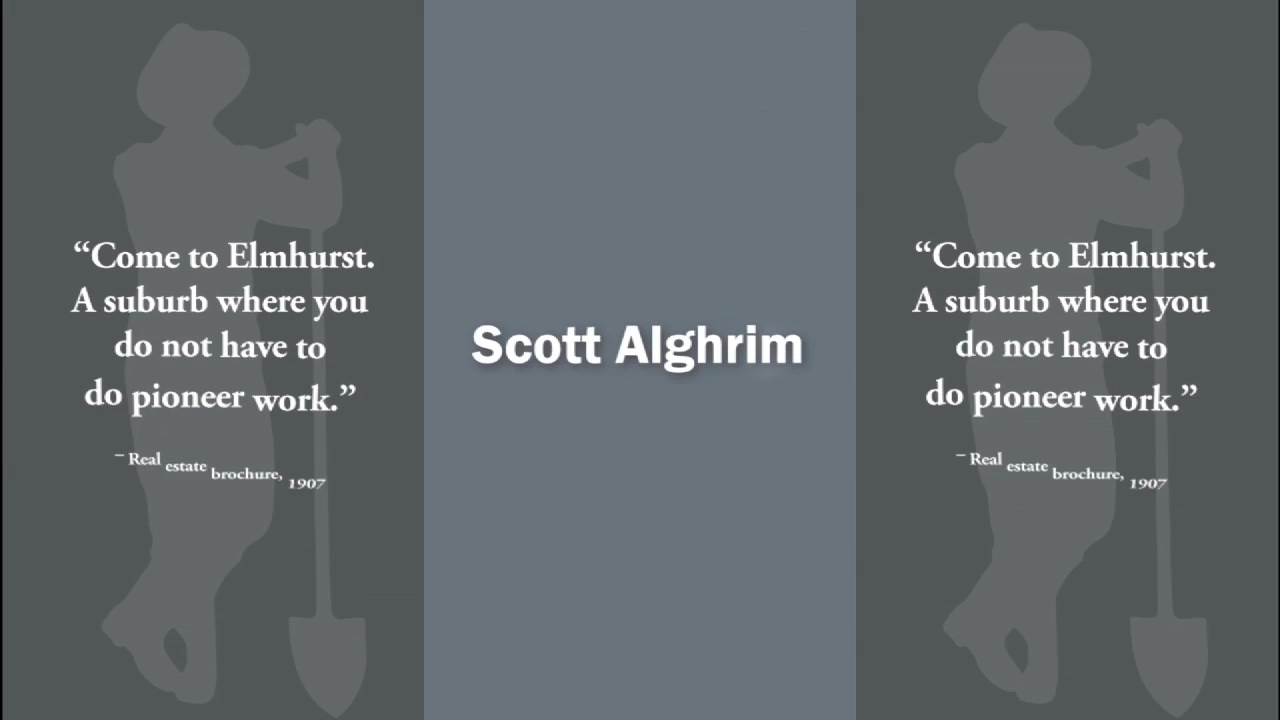 “Come to Elmhurst.
A suburb where you
do not have to
do pioneer work.”
– Real estate brochure, 1907
Scott Alghrim
“Come to Elmhurst.
A suburb where you
do not have to
do pioneer work.”
– Real estate brochure, 1907